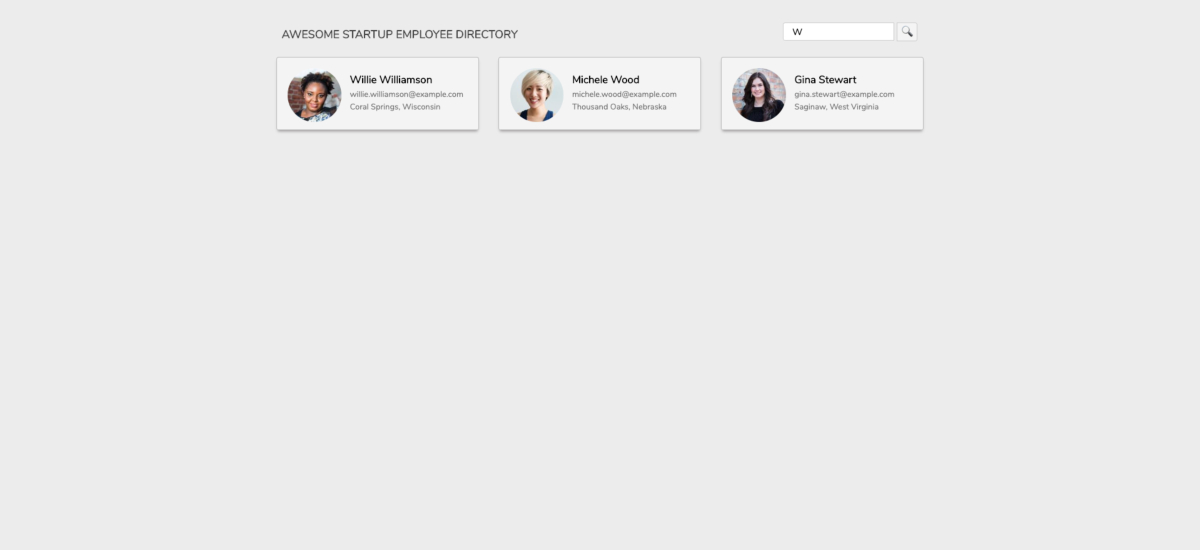 AWESOME STARTUP EMPLOYEE DIRECTORY
W
Willie Williamson
willie.williamson@example.com
Coral Springs, Wisconsin
Michele Wood
michele.wood@example.com
Thousand Oaks, Nebraska
Gina Stewart
gina.stewart@example.com
Saginaw, West Virginia